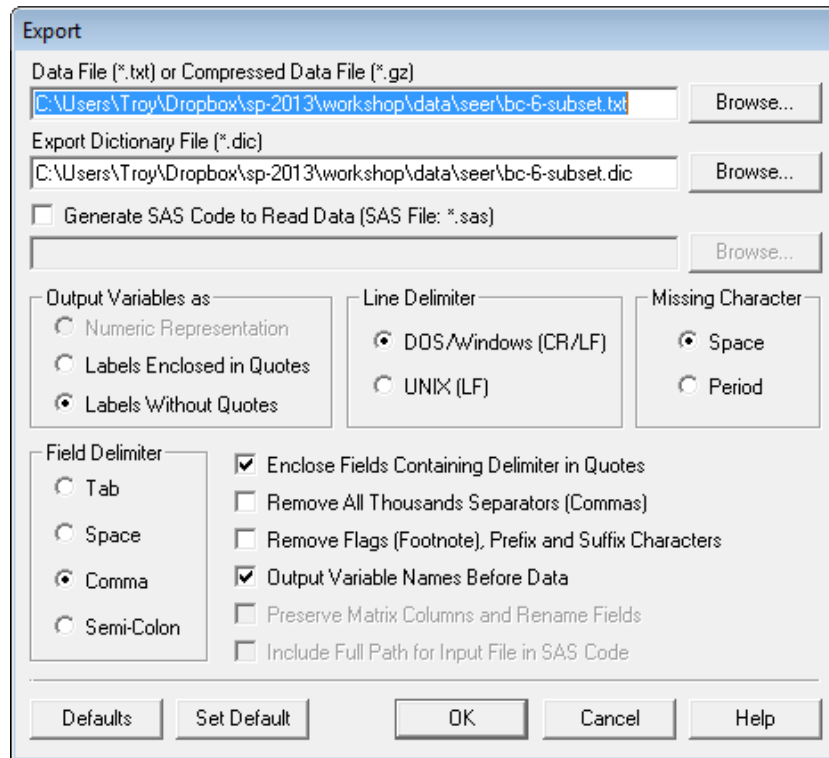 Export
Data File (*.txt) or Compressed Data File (*.gz)
C:\Users\Troy\Dropbox\sp-2013\workshop\data\seer\bc-6-subset.txt
Browse...
Export Dictionary File (*.dic)
C:\Users\Troy\Dropbox\sp-2013\workshop\data\seer\bc-6-subset.dic
Browse...
Generate SAS Code to Read Data (SAS File: *.sas)
Browse...
Output Variables as
Numeric Representation
Labels Enclosed in Quotes
Labels Without Quotes
Line Delimiter
DOS/Windows (CR/LF)
UNIX (LF)
Missing Character
Space
Period
Field Delimiter
Tab
Space
Comma
Semi-Colon
Enclose Fields Containing Delimiter in Quotes
Remove All Thousands Separators (Commas)
Remove Flags (Footnote), Prefix and Suffix Characters
Output Variable Names Before Data
Preserve Matrix Columns and Rename Fields
Include Full Path for Input File in SAS Code
Defaults
Set Default
OK
Cancel
Help